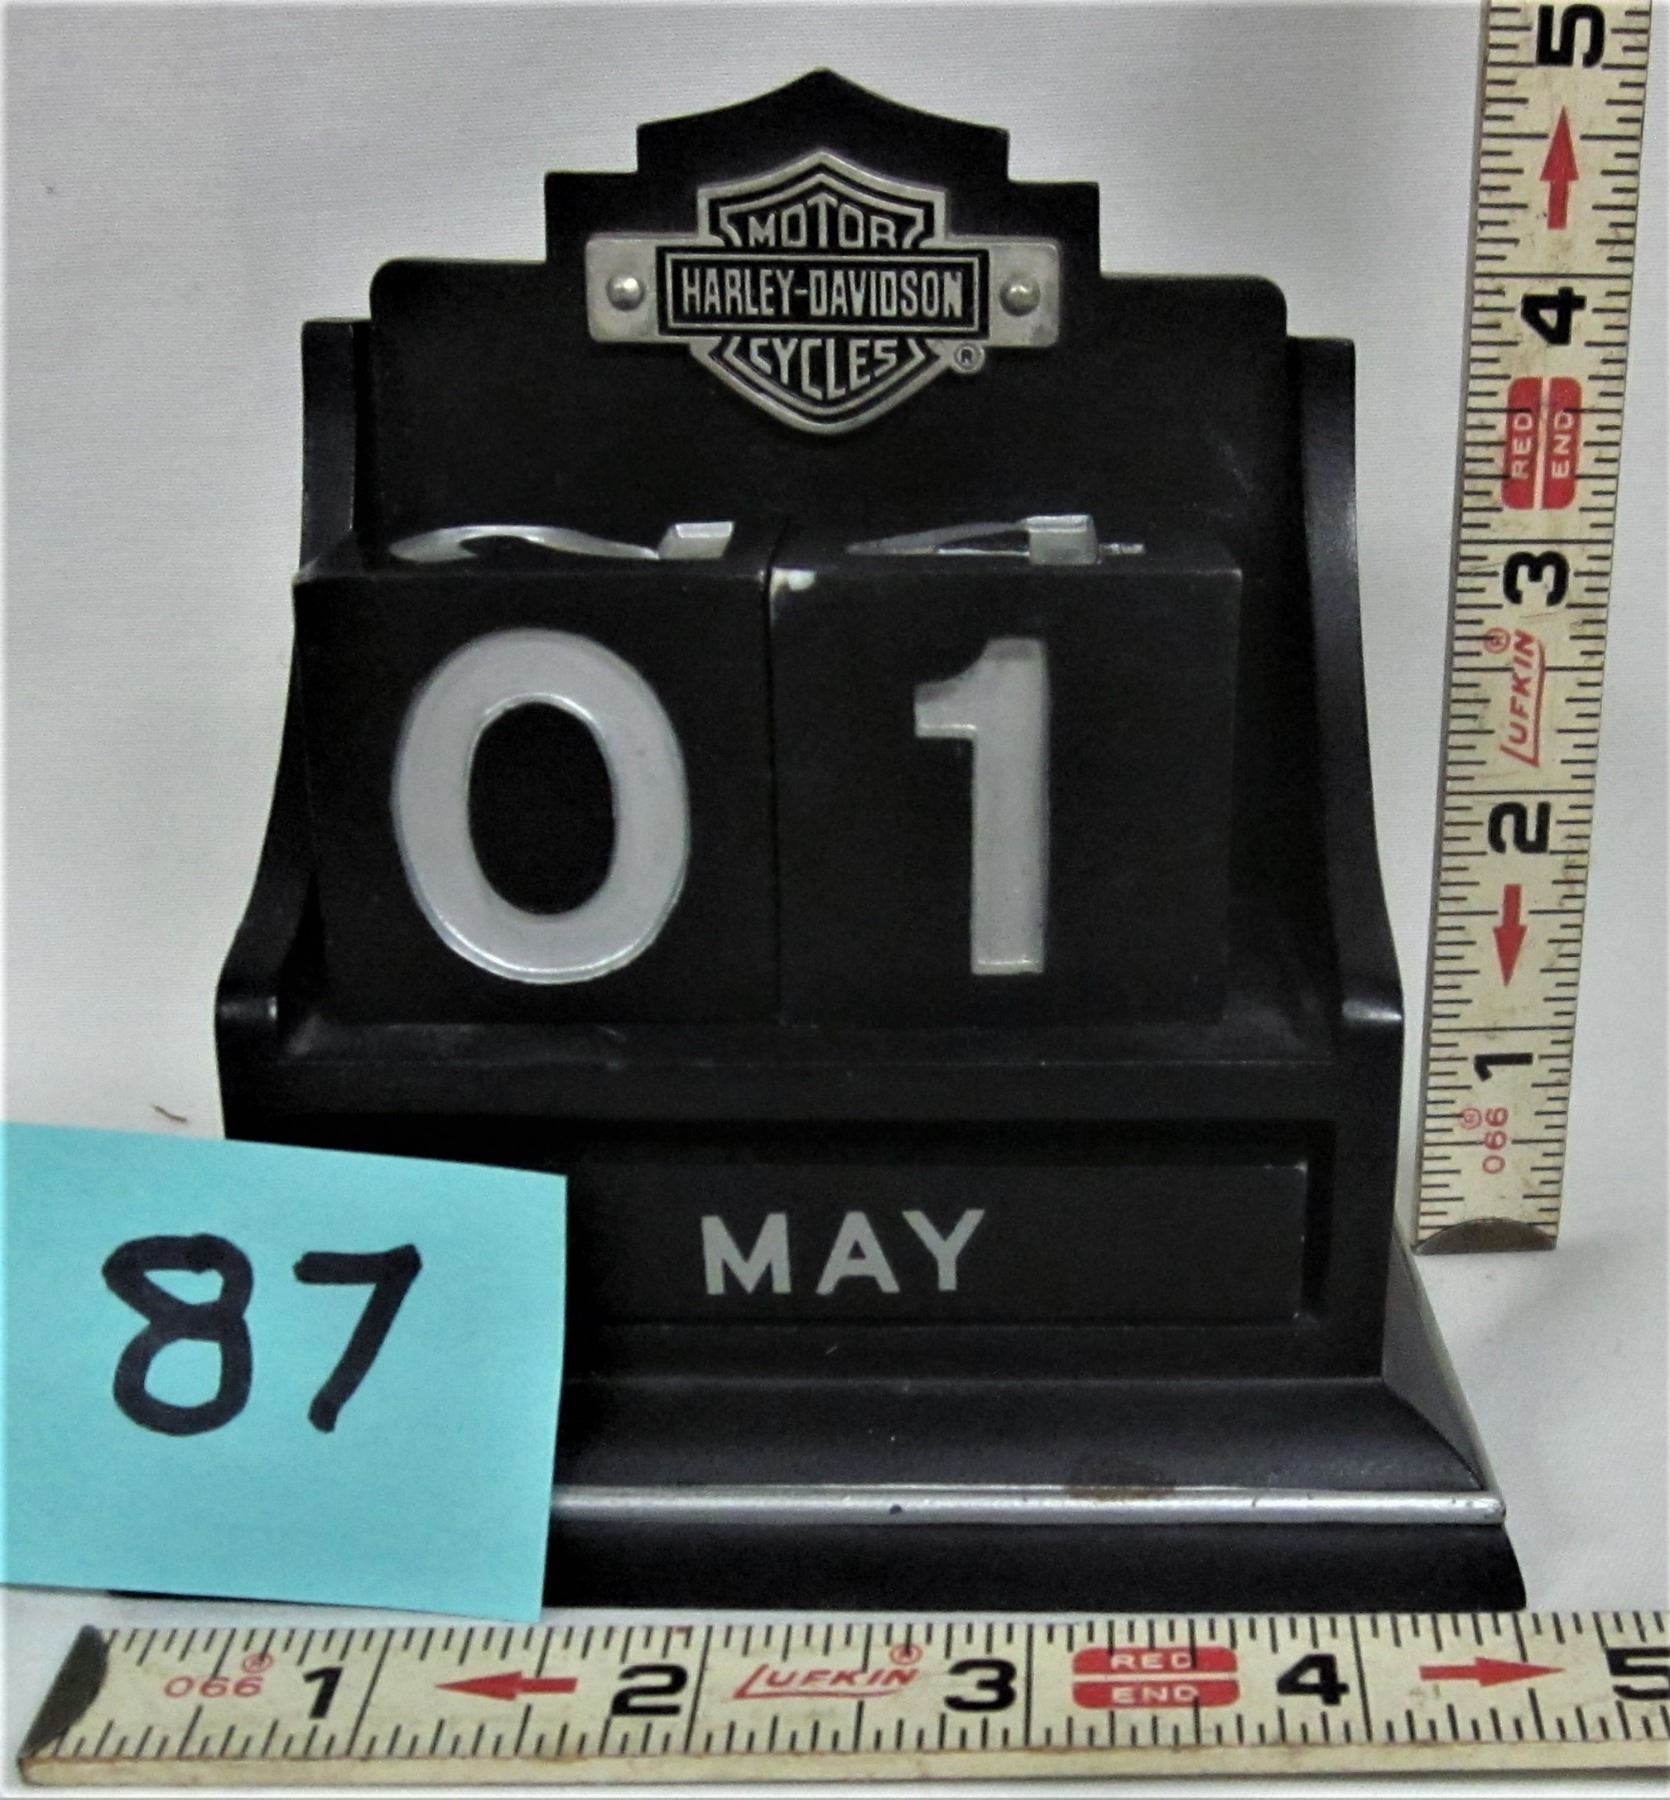 MOTOR
HARLEY-DAVIDSON
CYCLES ®
01
MAY
87
5
4
RED
END
3
LUFKIN®
2
1
066®
066® 1 2 LUFKIN® 3 RED END 4 5